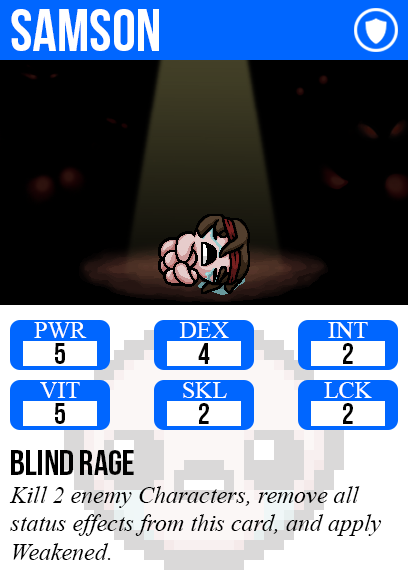 SAMSON
PWR DEX INT
5 4 2
VIT SKL LCK
5 2 2
BLIND RAGE
Kill 2 enemy Characters, remove all
status effects from this card, and apply
Weakened.